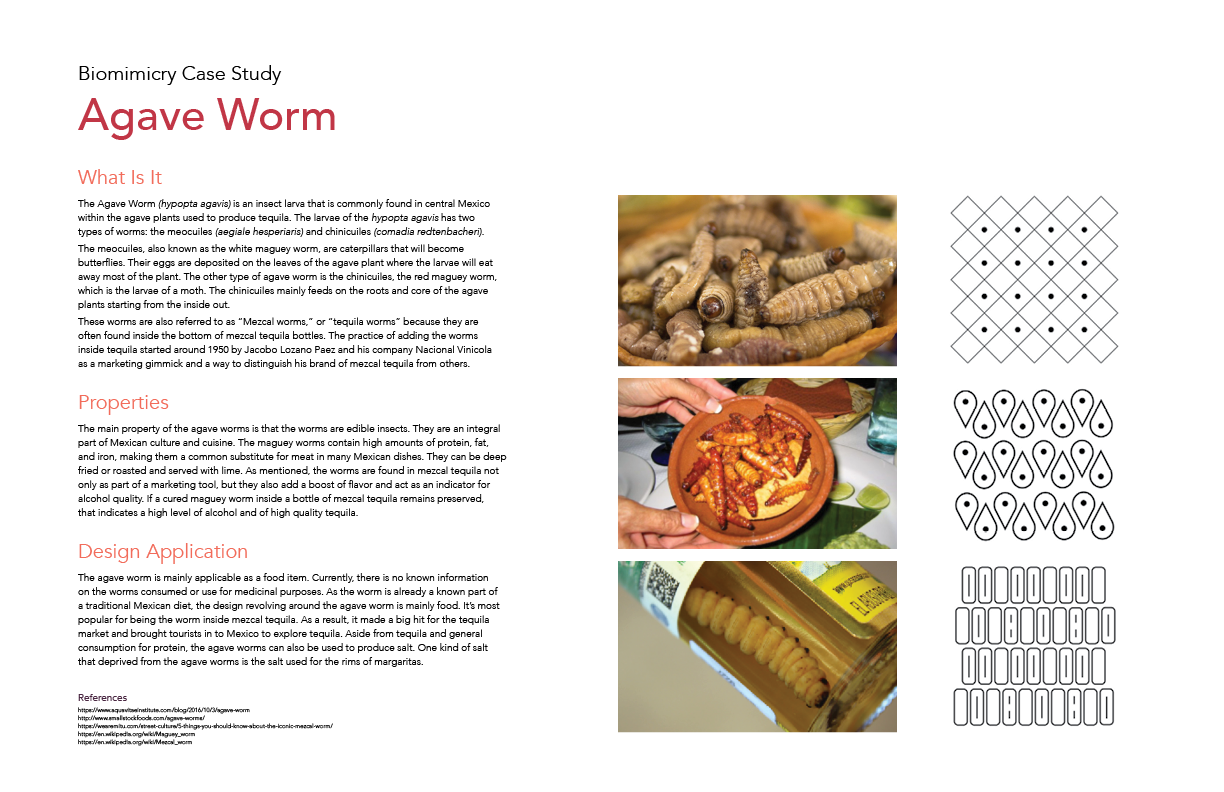 Biomimicry Case Study
Agave Worm
What Is It
The Agave Worm (hypopta agavis) is an insect larva that is commonly found in central Mexico
within the agave plants used to produce tequila. The larvae of the hypopta agavis has two
types of worms: the meocuiles (aegiale hesperiaris) and chinicuiles (comadia redtenbacheri).
The meocuiles, also known as the white maguey worm, are caterpillars that will become
butterflies. Their eggs are deposited on the leaves of the agave plant where the larvae will eat
away most of the plant. The other type of agave worm is the chinicuiles, the red maguey worm,
which is the larvae of a moth. The chinicuiles mainly feeds on the roots and core of the agave
plants starting from the inside out.
These worms are also referred to as “Mezcal worms,” or “tequila worms” because they are
often found inside the bottom of mezcal tequila bottles. The practice of adding the worms
inside tequila started around 1950 by Jacobo Lozano Paez and his company Nacional Vinicola
as a marketing gimmick and a way to distinguish his brand of mezcal tequila from others.
Properties
The main property of the agave worms is that the worms are edible insects. They are an integral
part of Mexican culture and cuisine. The maguey worms contain high amounts of protein, fat,
and iron, making them a common substitute for meat in many Mexican dishes. They can be deep
fried or roasted and served with lime. As mentioned, the worms are found in mezcal tequila not
only as part of a marketing tool, but they also add a boost of flavor and act as an indicator for
alcohol quality. If a cured maguey worm inside a bottle of mezcal tequila remains preserved,
that indicates a high level of alcohol and of high quality tequila.
Design Application
The agave worm is mainly applicable as a food item. Currently, there is no known information
on the worms consumed or use for medicinal purposes. As the worm is already a known part of
a traditional Mexican diet, the design revolving around the agave worm is mainly food. It’s most
popular for being the worm inside mezcal tequila. As a result, it made a big hit for the tequila
market and brought tourists in to Mexico to explore tequila. Aside from tequila and general
consumption for protein, the agave worms can also be used to produce salt. One kind of salt
that deprived from the agave worms is the salt used for the rims of margaritas.
References
https://www.aquavitaeinstitute.com/blog/2016/10/3/agave-worm
http://www.smallstockfoods.com/agave-worms/
https://wearemitu.com/street-culture/5-things-you-should-know-about-the-iconic-mezcal-worm/
https://en.wikipedia.org/wiki/Maguey_worm
https://en.wikipedia.org/wiki/Mezcal_worm